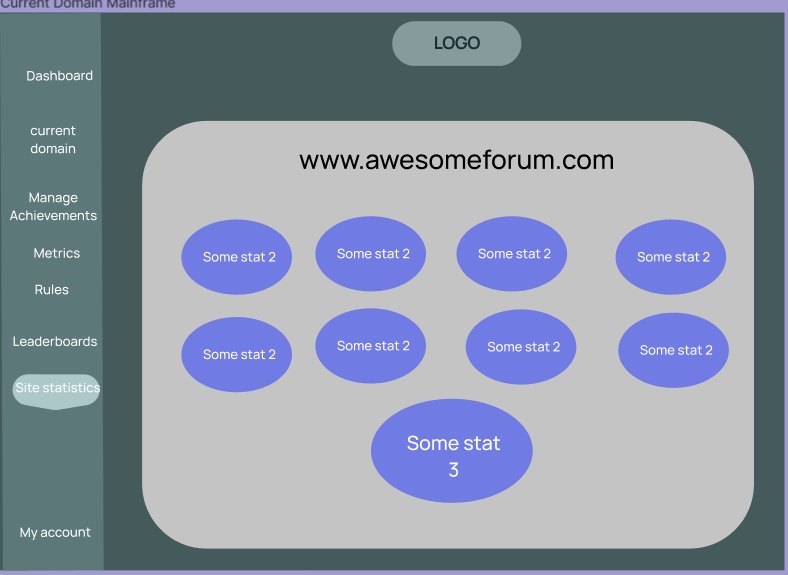 Current Domain Mainframe
LOGO
Dashboard
current
domain
Manage
Achievements
Metrics
Rules
Leaderboards
Site statistics
My account
www.awesomeforum.com
Some stat 2
Some stat 2
Some stat 2
Some stat 2
Some stat 2
Some stat 2
Some stat 2
Some stat 2
Some stat
3